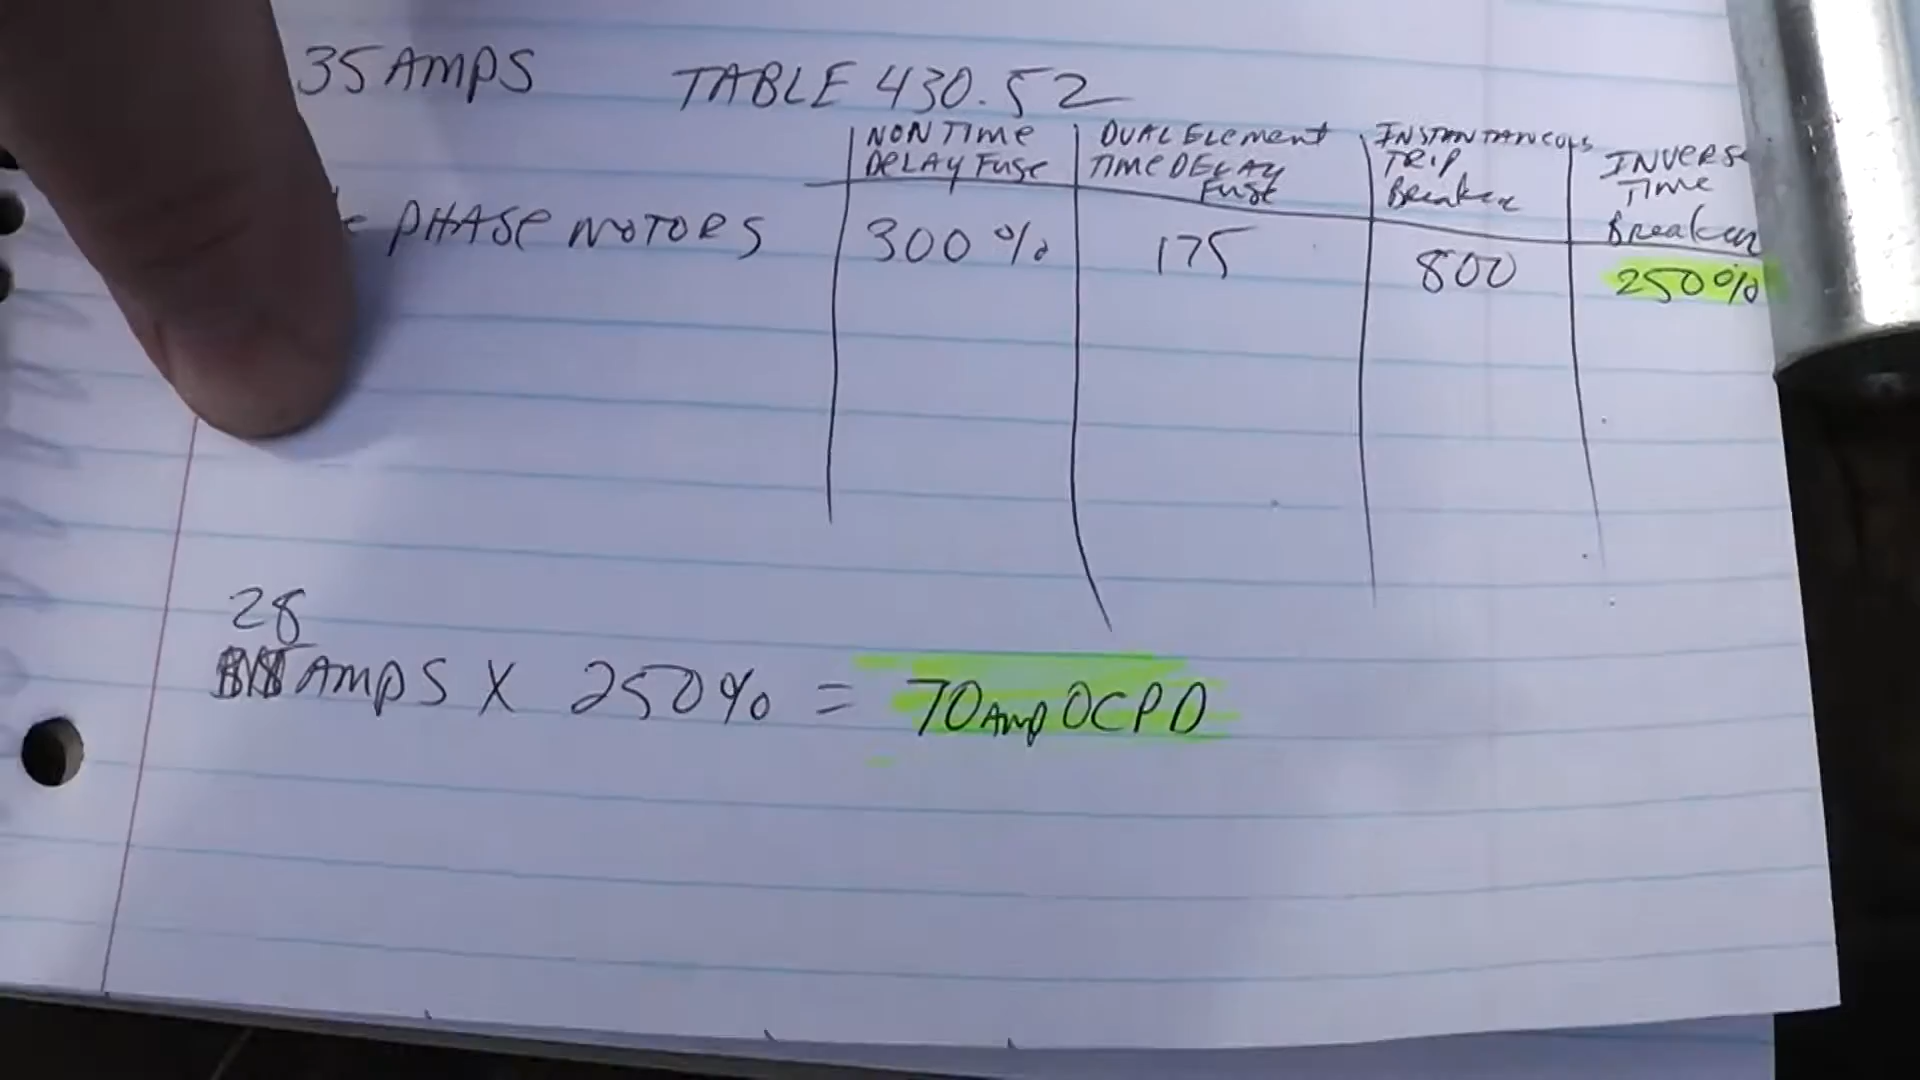 35 AMPS TABLE 430.52
NON TIME
DELAY FUSE
DUAL ELEMENT
TIME DELAY
FUSE
INSTANTANEOUS
TRIP
Breaker
INVERSE
TIME
Breaker
PHASE MOTORS 300% 175 800 250%
28
AMPS X 250% = 70 Amp OCPD